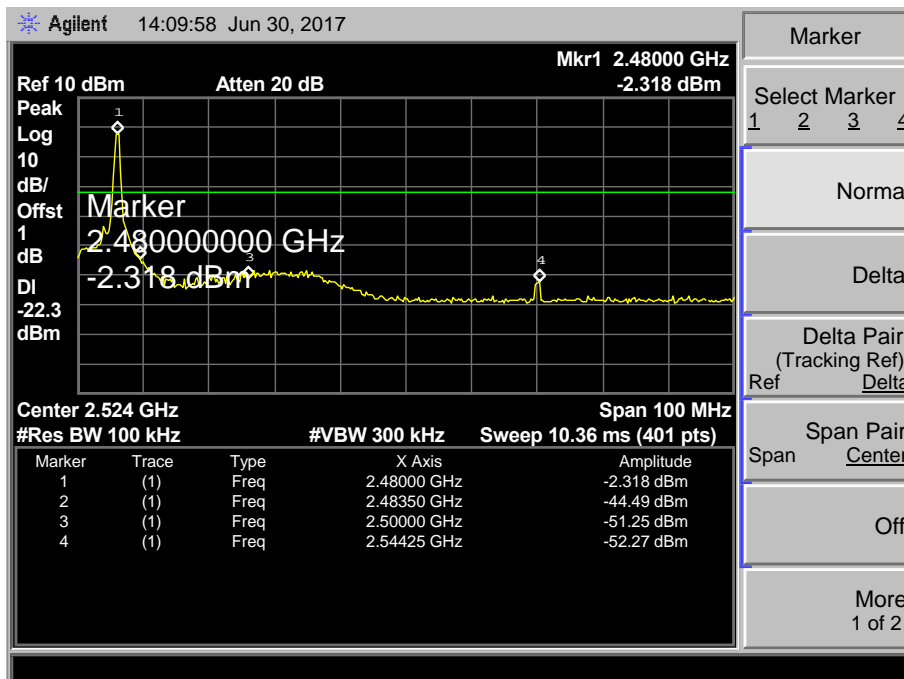 Agilent 14:09:58 Jun 30, 2017
Mkr1 2.48000 GHz
Ref 10 dBm Atten 20 dB -2.318 dBm
Peak
Log
10
dB/
Offst
1
dB
DI
-22.3
dBm
1
3
4
Marker
2.480000000 GHz
-2.318 dBm
Center 2.524 GHz Span 100 MHz
#Res BW 100 kHz #VBW 300 kHz Sweep 10.36 ms (401 pts)
Marker Trace Type X Axis Amplitude
1 (1) Freq 2.48000 GHz -2.318 dBm
2 (1) Freq 2.48350 GHz -44.49 dBm
3 (1) Freq 2.50000 GHz -51.25 dBm
4 (1) Freq 2.54425 GHz -52.27 dBm
Marker
Select Marker
1 2 3 4
Norma
Delta
Delta Pair
(Tracking Ref)
Ref Delta
Span Pair
Span Center
Off
More
1 of 2